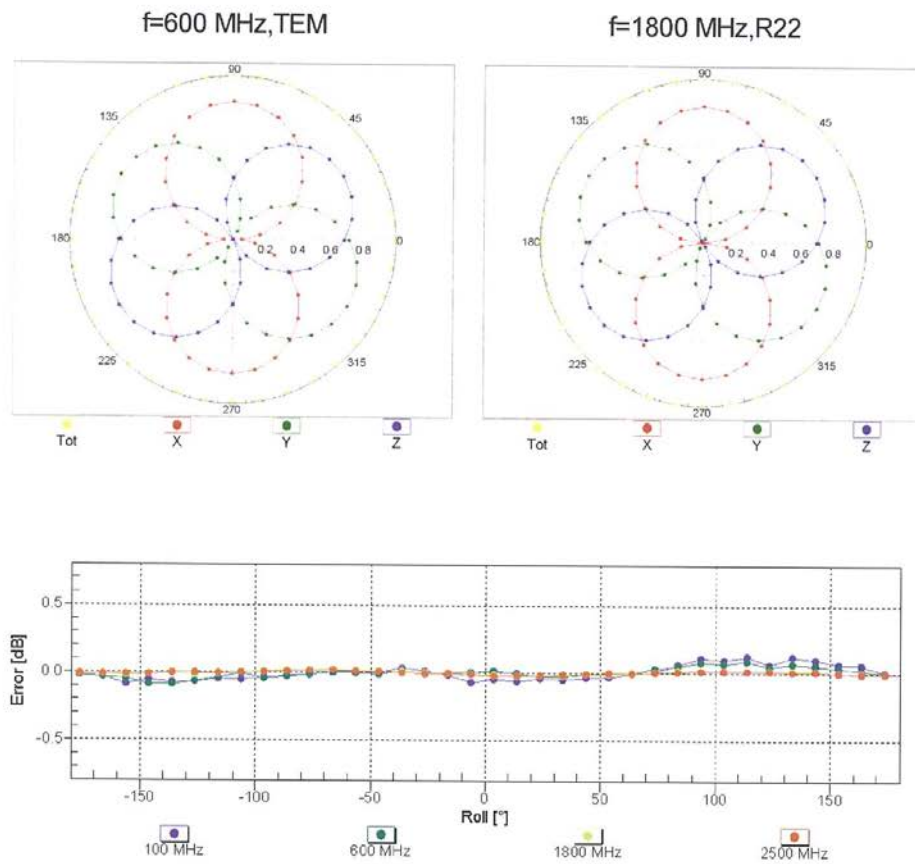 f=600 MHz,TEM
f=1800 MHz,R22
90
135
45
180
0.2 0.4 0.6 0.8
0
225
315
270
Tot X Y Z
90
135
45
180
0.2 0.4 0.6 0.8
0
225
315
270
Tot X Y Z
Error [dB]
0.5
0.0
-0.5
-150 -100 -50 0 50 100 150
Roll [°]
100 MHz 600 MHz 1800 MHz 2500 MHz